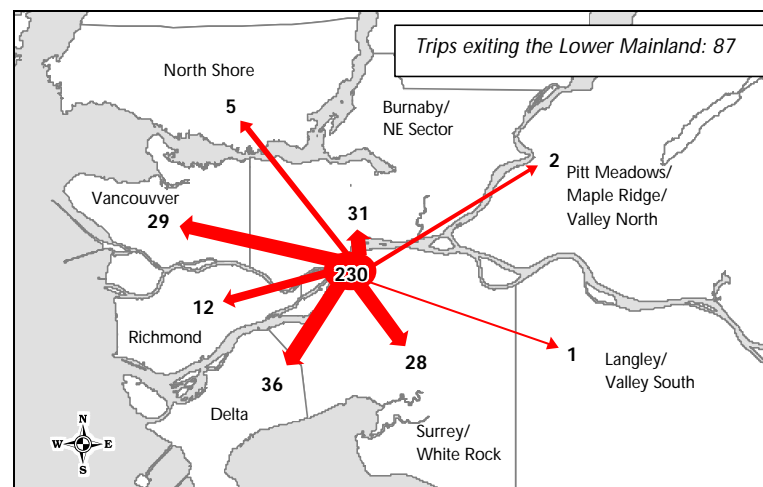 Trips exiting the Lower Mainland: 87
North Shore
5
Burnaby/
NE Sector
2
Pitt Meadows/
Maple Ridge/
Valley North
Vancouvver
29
31
230
12
Richmond
36
28
1
Langley/
Valley South
Delta
Surrey/
White Rock
N
W E
S